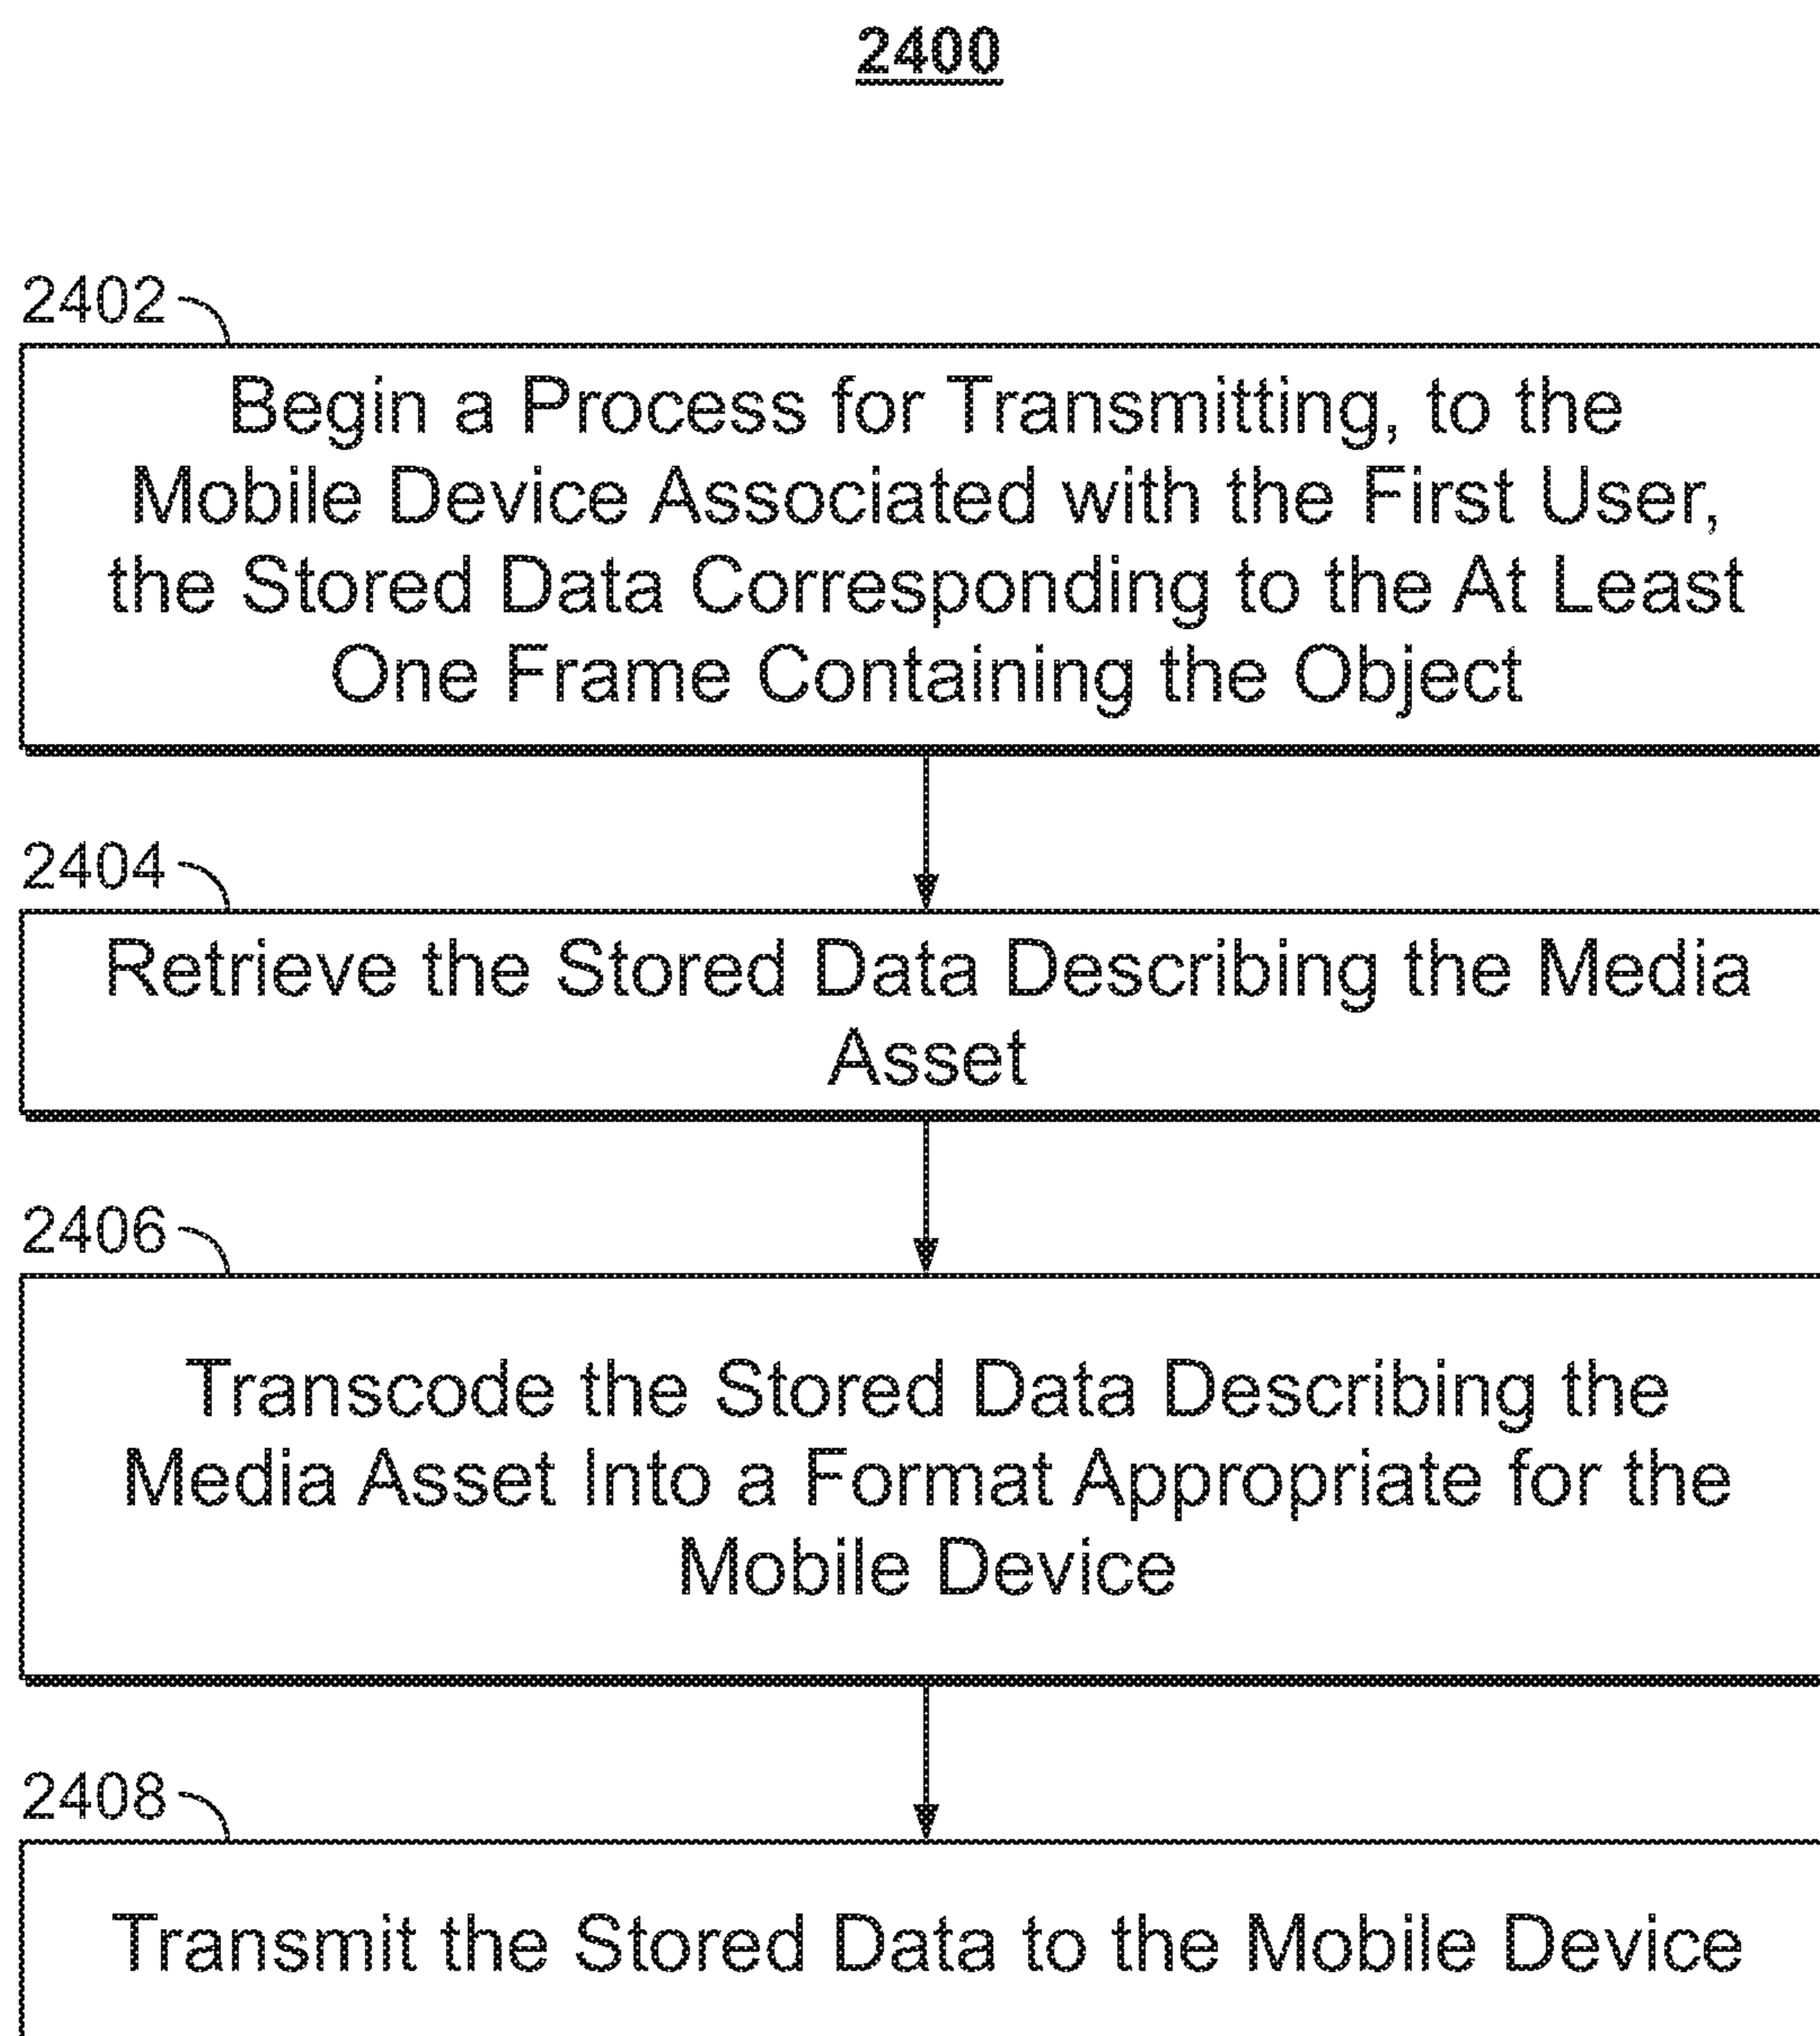 2400
2402
Begin a Process for Transmitting, to the
Mobile Device Associated with the First User,
the Stored Data Corresponding to the At Least
One Frame Containing the Object
2404
Retrieve the Stored Data Describing the Media
Asset
2406
Transcode the Stored Data Describing the
Media Asset Into a Format Appropriate for the
Mobile Device
2408
Transmit the Stored Data to the Mobile Device